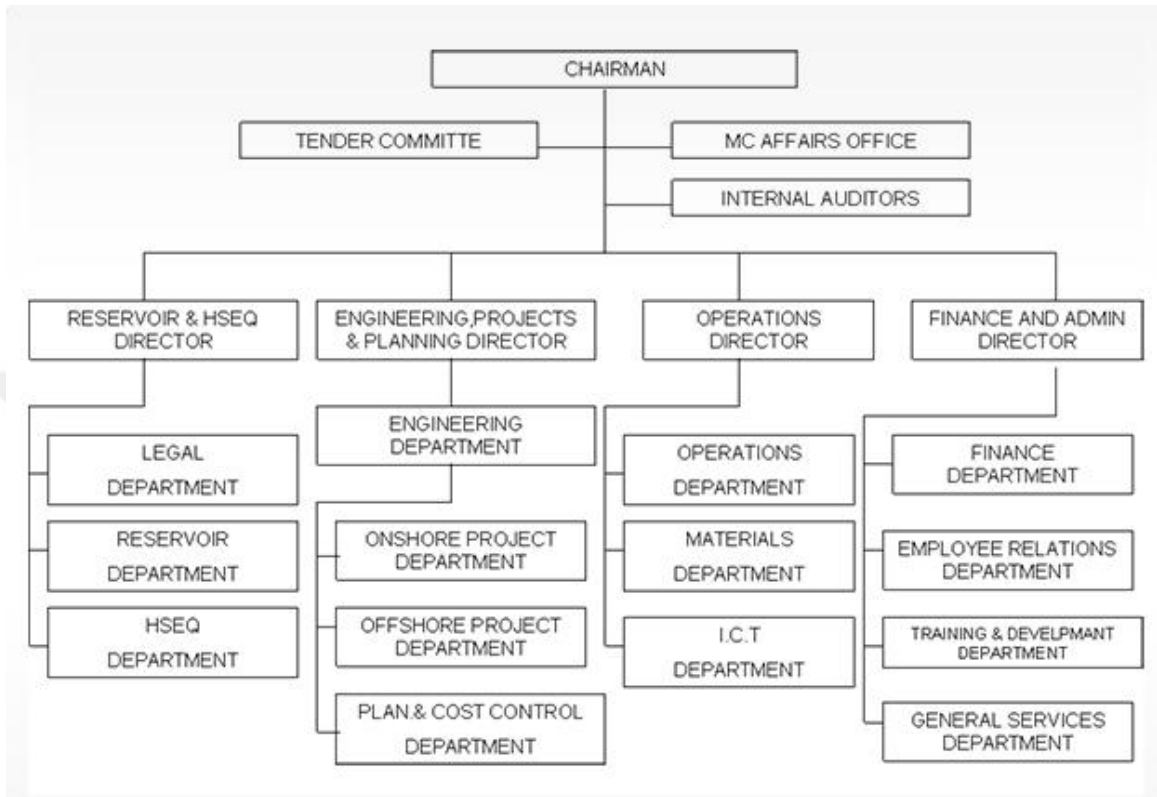 CHAIRMAN
TENDER COMMITTE
MC AFFAIRS OFFICE
INTERNAL AUDITORS
RESERVOIR & HSEQ
DIRECTOR
ENGINEERING,PROJECTS
& PLANNING DIRECTOR
OPERATIONS
DIRECTOR
FINANCE AND ADMIN
DIRECTOR
LEGAL
DEPARTMENT
RESERVOIR
DEPARTMENT
HSEQ
DEPARTMENT
ENGINEERING
DEPARTMENT
ONSHORE PROJECT
DEPARTMENT
OFFSHORE PROJECT
DEPARTMENT
PLAN.& COST CONTROL
DEPARTMENT
OPERATIONS
DEPARTMENT
MATERIALS
DEPARTMENT
I.C.T
DEPARTMENT
FINANCE
DEPARTMENT
EMPLOYEE RELATIONS
DEPARTMENT
TRAINING & DEVELPMANT
DEPARTMENT
GENERAL SERVICES
DEPARTMENT